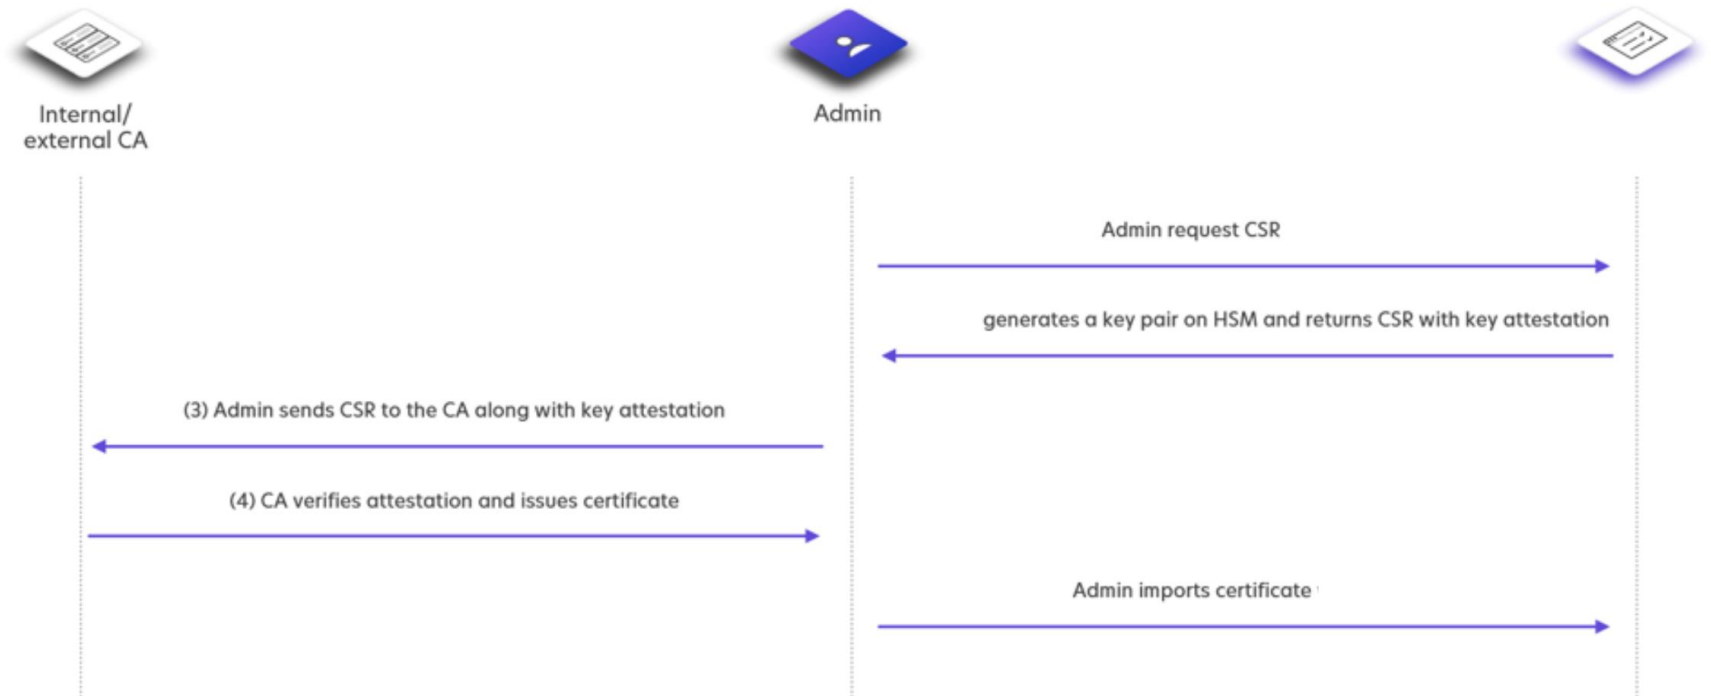 Internal/
external CA
Admin
Admin request CSR
generates a key pair on HSM and returns CSR with key attestation
(3) Admin sends CSR to the CA along with key attestation
(4) CA verifies attestation and issues certificate
Admin imports certificate